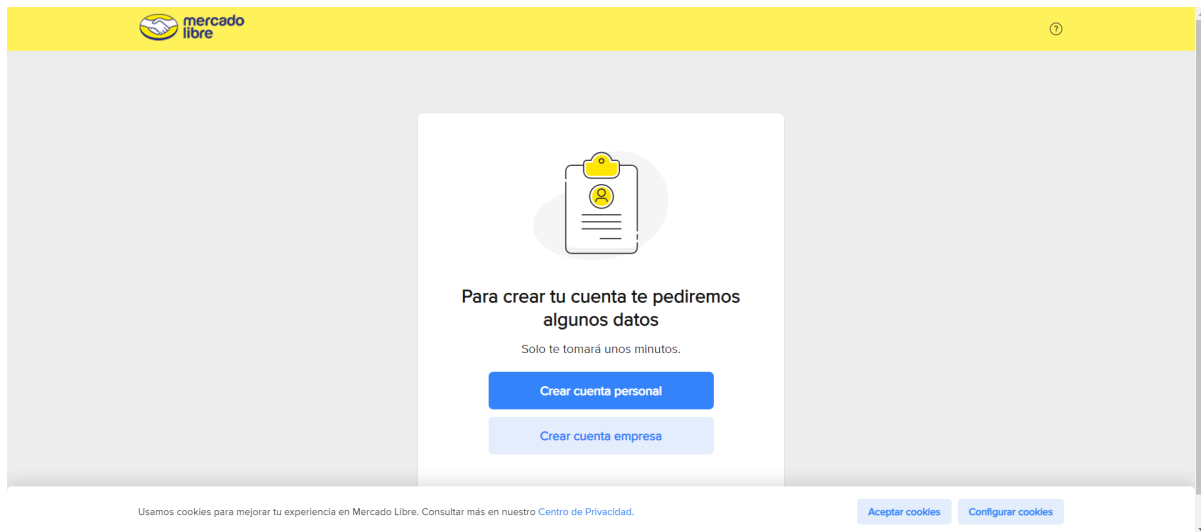 mercado
libre
?
Para crear tu cuenta te pediremos
algunos datos
Solo te tomará unos minutos.
Crear cuenta personal
Crear cuenta empresa
Usamos cookies para mejorar tu experiencia en Mercado Libre. Consultar más en nuestro Centro de Privacidad.
Aceptar cookies
Configurar cookies